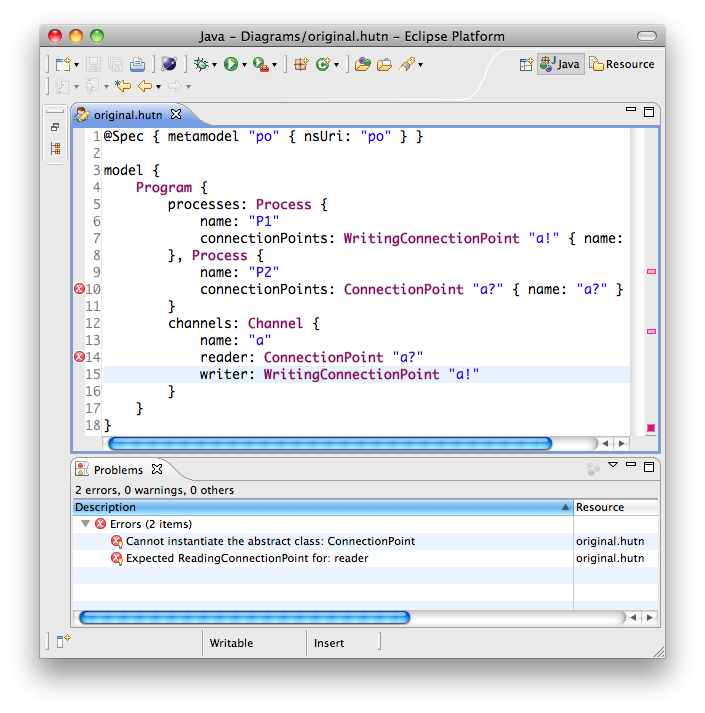 Java – Diagrams/original.hutn – Eclipse Platform
Java
Resource
original.hutn
1 @Spec { metamodel "po" { nsUri: "po" } }
2
3 model {
4 Program {
5 processes: Process {
6 name: "P1"
7 connectionPoints: WritingConnectionPoint "a!" { name:
8 }, Process {
9 name: "P2"
10 connectionPoints: ConnectionPoint "a?" { name: "a?" }
11 }
12 channels: Channel {
13 name: "a"
14 reader: ConnectionPoint "a?"
15 writer: WritingConnectionPoint "a!"
16 }
17 }
18 }
Problems
2 errors, 0 warnings, 0 others
Description Resource
Errors (2 items)
Cannot instantiate the abstract class: ConnectionPoint original.hutn
Expected ReadingConnectionPoint for: reader original.hutn
Writable Insert